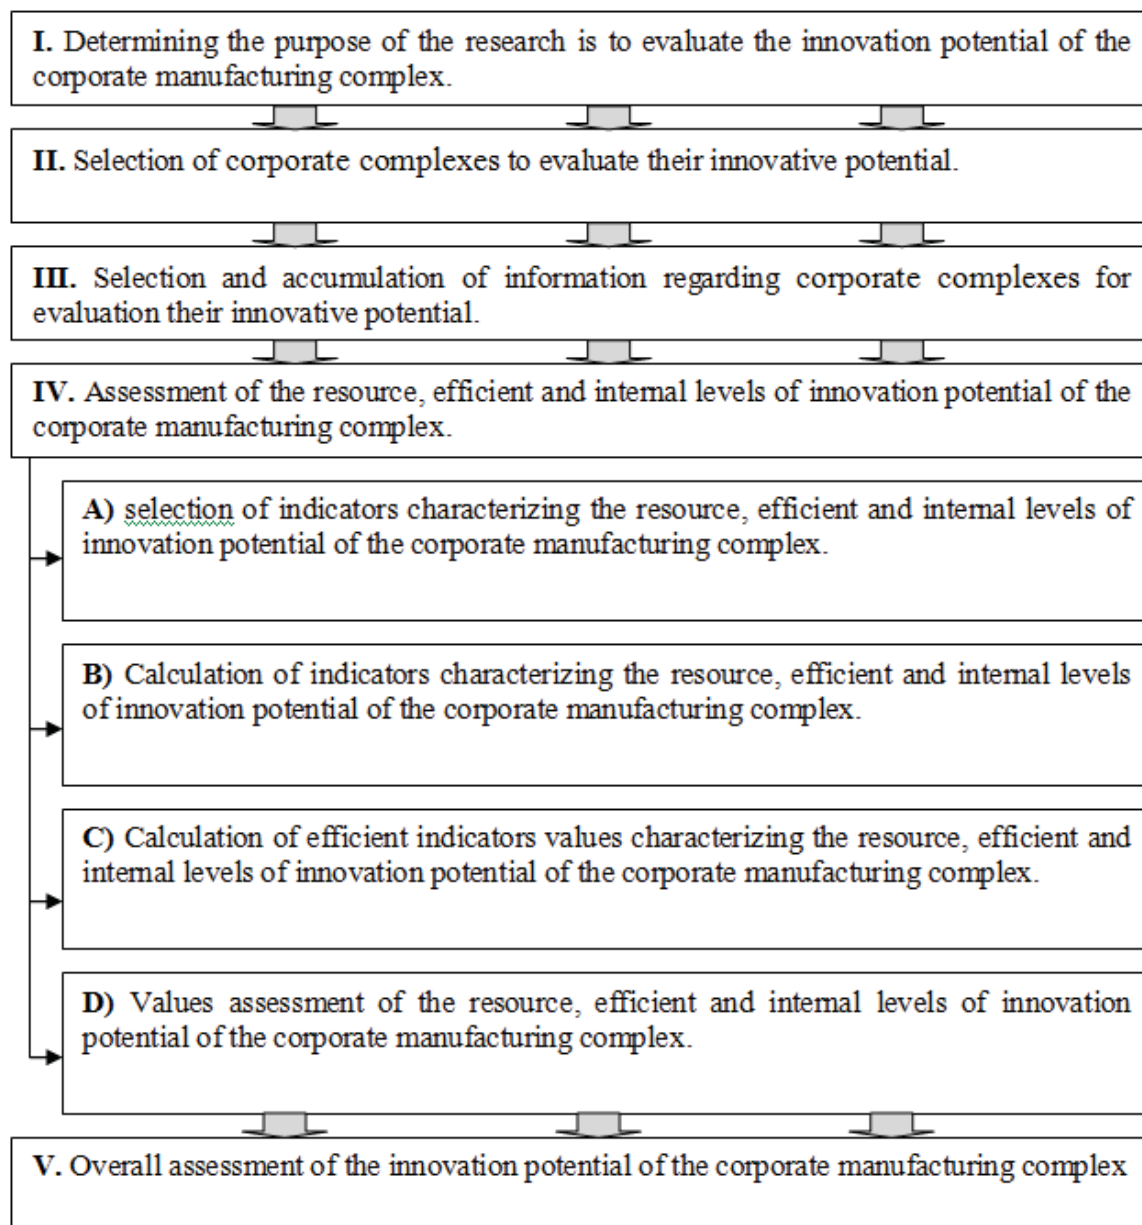 I. Determining the purpose of the research is to evaluate the innovation potential of the
corporate manufacturing complex.
II. Selection of corporate complexes to evaluate their innovative potential.
III. Selection and accumulation of information regarding corporate complexes for
evaluation their innovative potential.
IV. Assessment of the resource, efficient and internal levels of innovation potential of the
corporate manufacturing complex.
A) selection of indicators characterizing the resource, efficient and internal levels of
innovation potential of the corporate manufacturing complex.
B) Calculation of indicators characterizing the resource, efficient and internal levels
of innovation potential of the corporate manufacturing complex.
C) Calculation of efficient indicators values characterizing the resource, efficient and
internal levels of innovation potential of the corporate manufacturing complex.
D) Values assessment of the resource, efficient and internal levels of innovation
potential of the corporate manufacturing complex.
V. Overall assessment of the innovation potential of the corporate manufacturing complex